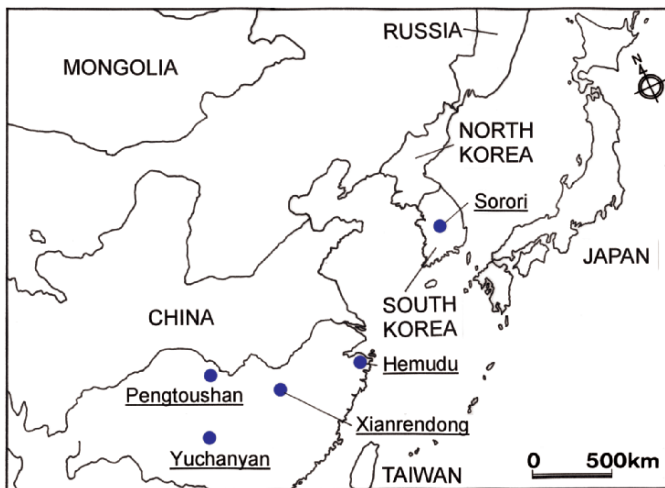 RUSSIA
MONGOLIA
N
NORTH
KOREA
Sorori
JAPAN
SOUTH
KOREA
CHINA
Hemudu
Pengtoushan
Xianrendong
Yuchanyan
TAIWAN
0 500km